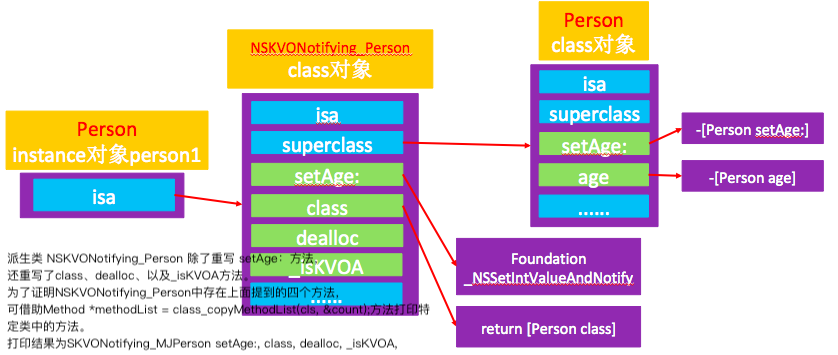 Person
instance对象person1
isa
NSKVONotifying_Person
class对象
isa
superclass
setAge:
class
dealloc
_isKVOA
......
Person
class对象
isa
superclass
setAge:
age
......
-[Person setAge:]
-[Person age]
Foundation
_NSSetIntValueAndNotify
return [Person class]
派生类 NSKVONotifying_Person 除了重写 setAge：方法，
还重写了class、dealloc、以及_isKVOA方法。
为了证明NSKVONotifying_Person中存在上面提到的四个方法，
可借助Method *methodList = class_copyMethodList(cls, &count);方法打印特
定类中的方法。
打印结果为SKVONotifying_MJPerson setAge:, class, dealloc, _isKVOA,